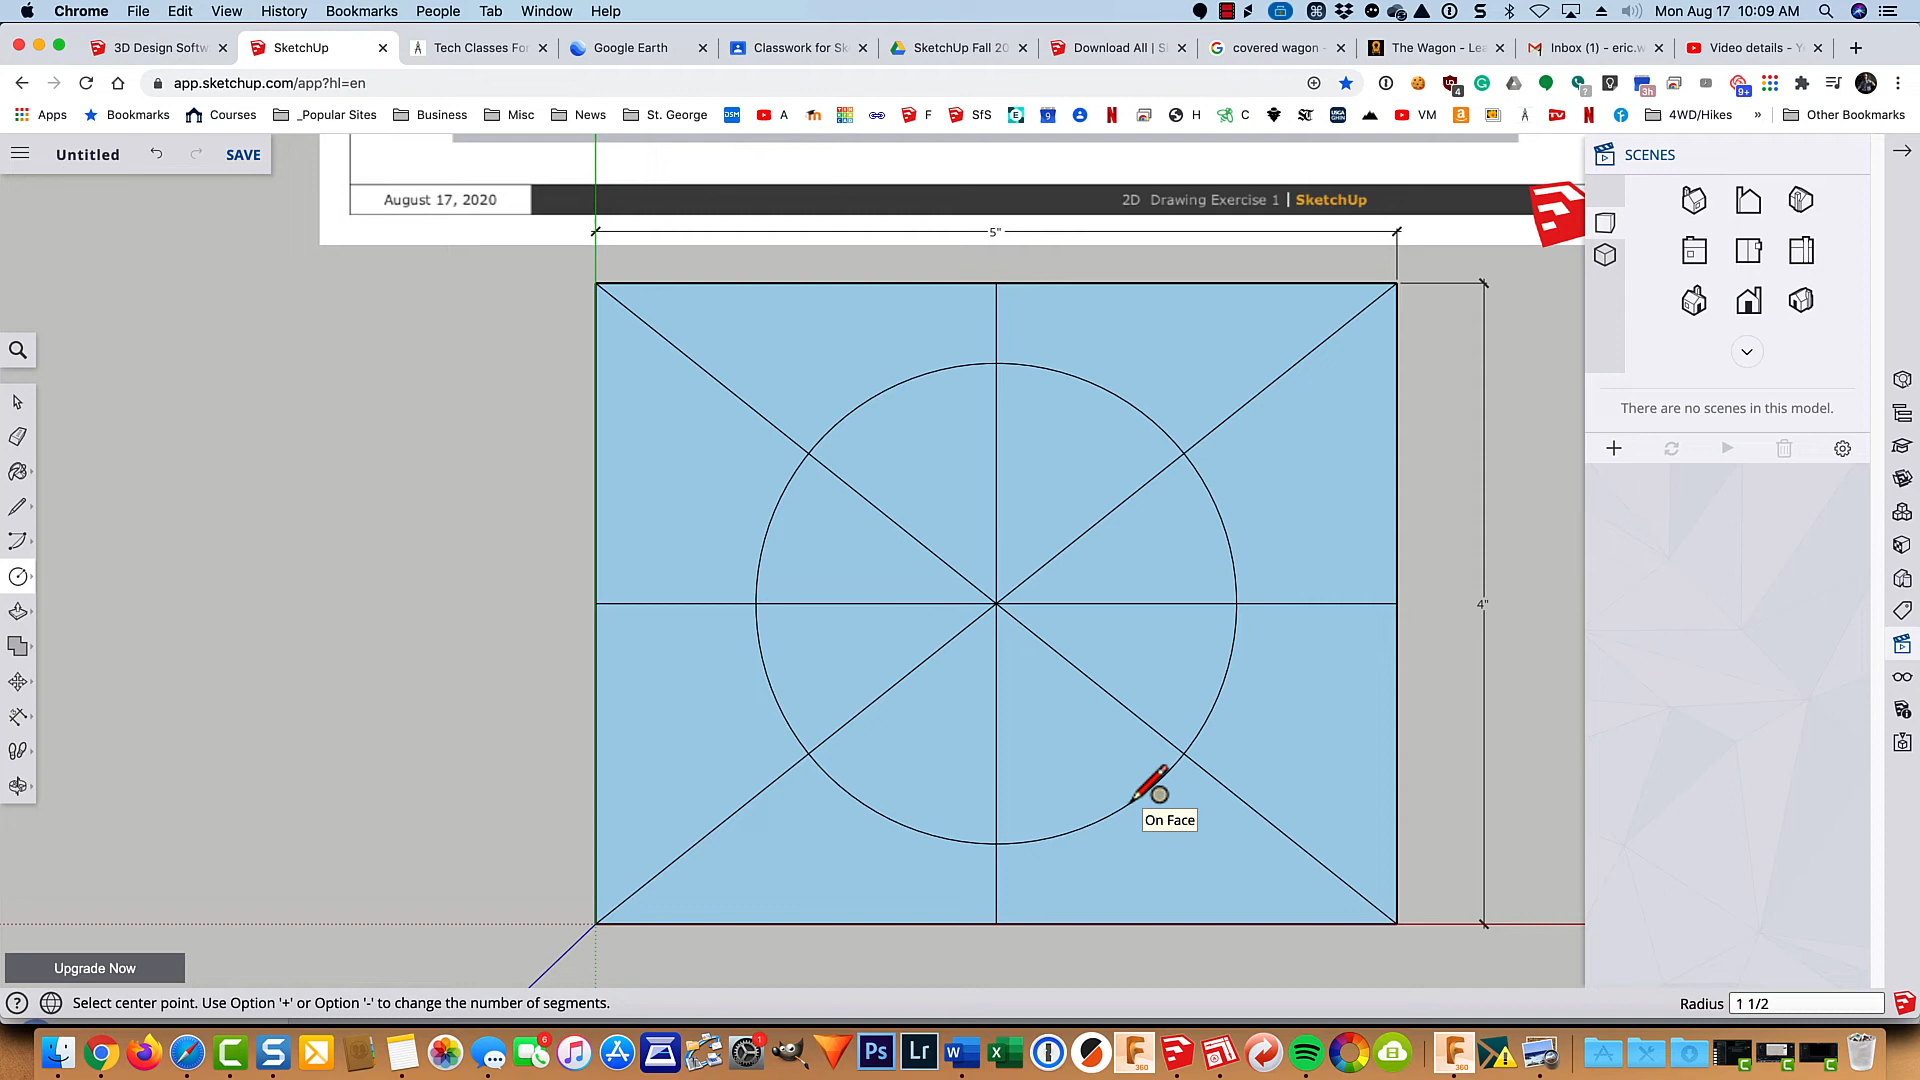 Chrome File Edit View History Bookmarks People Tab Window Help Mon Aug 17 10:09 AM
3D Design Softw SketchUp Tech Classes For Google Earth Classwork for Sk SketchUp Fall 20 Download All | S covered wagon - The Wagon - Lea Inbox (1) - eric.w Video details - Y
app.sketchup.com/app?hl=en
Apps Bookmarks Courses _Popular Sites Business Misc News St. George A F SfS H C VM 4WD/Hikes » Other Bookmarks
Untitled SAVE
SCENES
August 17, 2020 2D Drawing Exercise 1 | SketchUp
5"
There are no scenes in this model.
4"
On Face
Upgrade Now
Select center point. Use Option '+' or Option '-' to change the number of segments. Radius 1 1/2